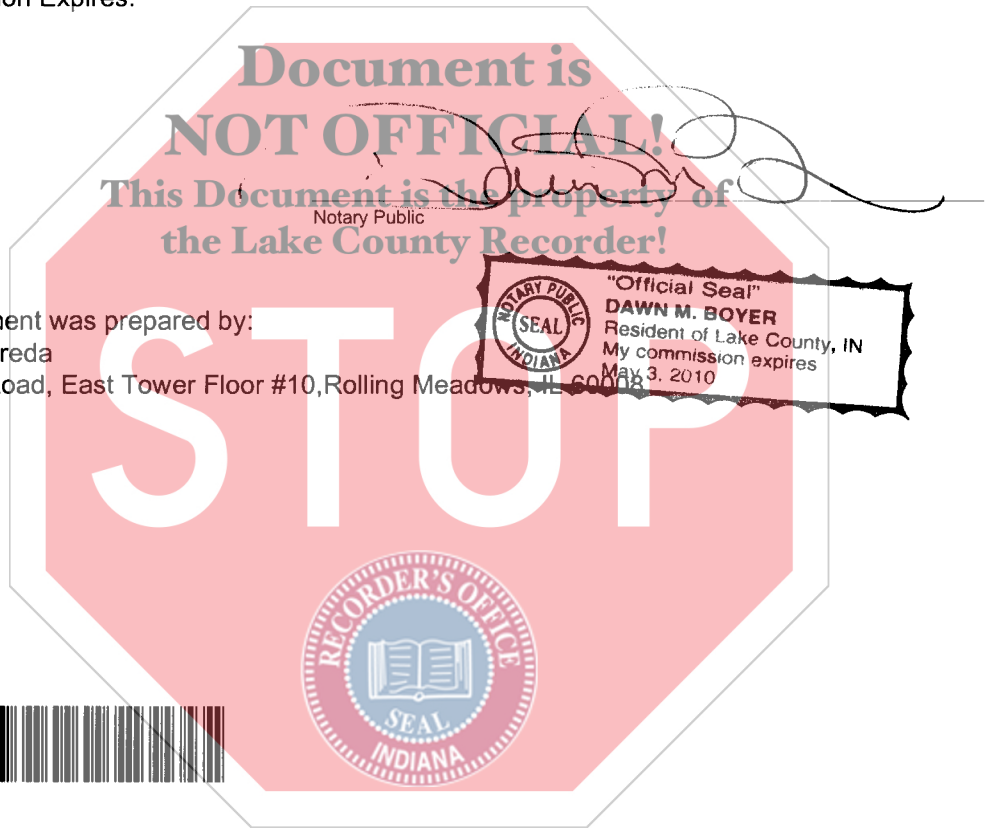 on Expires:
Document is
NOT OFFICIAL!
This Document is the property of
Notary Public
the Lake County Recorder!
"Official Seal"
DAWN M. BOYER
Resident of Lake County, IN
My commission expires
May 3, 2010
NOTARY PUBLIC
SEAL
INDIANA
ent was prepared by:
reda
oad, East Tower Floor #10,Rolling Meadows, IL 60008
STOP
RECORDER'S OFFICE
SEAL
INDIANA